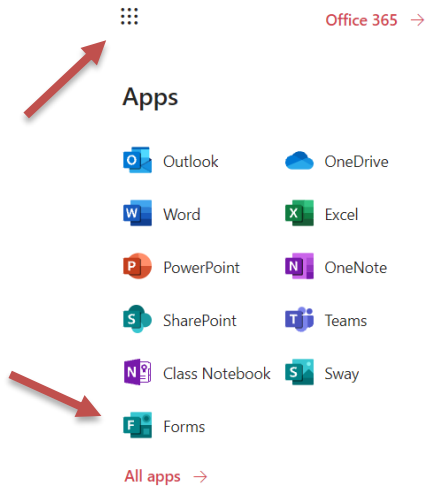 Office 365 →
Apps
Outlook OneDrive
Word Excel
PowerPoint OneNote
SharePoint Teams
Class Notebook Sway
Forms
All apps →